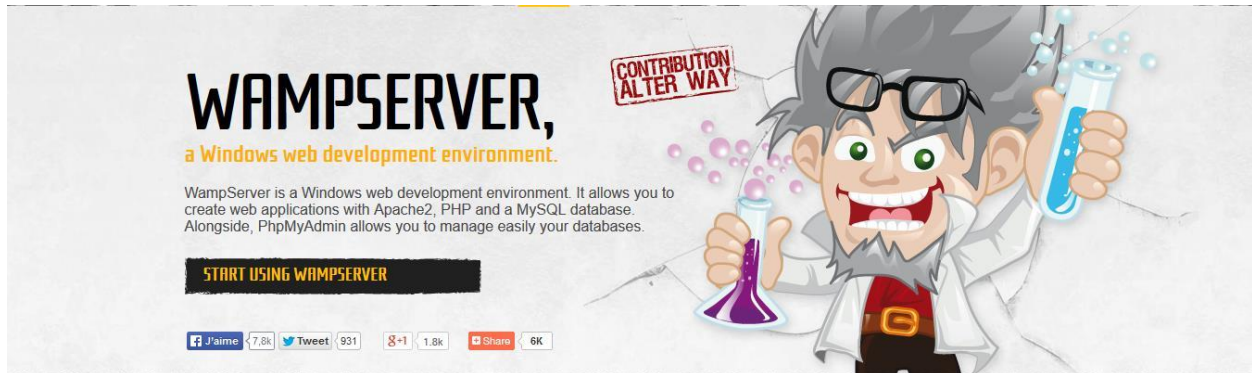 WAMPSERVER,
a Windows web development environment.
CONTRIBUTION
ALTER WAY
WampServer is a Windows web development environment. It allows you to
create web applications with Apache2, PHP and a MySQL database.
Alongside, PhpMyAdmin allows you to manage easily your databases.
START USING WAMPSERVER
J'aime 7,8k Tweet 931 g+1 1.8k Share 6K